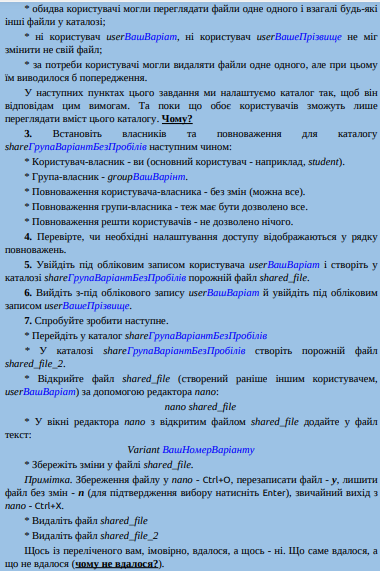 * обидва користувачі могли переглядати файли одне одного і взагалі будь-які
інші файли у каталозі;
* ні користувач userВашВаріант, ні користувач userВашеПрізвище не міг
змінити не свій файл;
* за потреби користувачі могли видаляти файли одне одного, але при цьому
їм виводилося б попередження.
У наступних пунктах цього завдання ми налаштуємо каталог так, щоб він
відповідам цим вимогам. Та поки що обоє користувачів зможуть лише
переглядати вміст цього каталогу. Чому?
3. Встановіть власників та повноваження для каталогу
shareГрупаВаріантБезПробілів наступним чином:
* Користувач-власник - ви (основний користувач - наприклад, student).
* Група-власник - groupВашВарінт.
* Повноваження користувача-власника - без змін (можна все).
* Повноваження групи-власника - теж має бути дозволено все.
* Повноваження решти користувачів - не дозволено нічого.
4. Перевірте, чи необхідні налаштування доступу відображаються у рядку
повноважень.
5. Увійдіть під обліковим записом користувача userВашВаріант і створіть у
каталозі shareГрупаВаріантБезПробілів порожній файл shared_file.
6. Вийдіть з-під облікового запису userВашВаріант й увійдіть під обліковим
записом userВашеПрізвище.
7. Спробуйте зробити наступне.
* Перейдіть у каталог shareГрупаВаріантБезПробілів
* У каталозі shareГрупаВаріантБезПробілів створіть порожній файл
shared_file_2.
* Відкрийте файл shared_file (створений раніше іншим користувачем,
userВашВаріат) за допомогою редактора nano:
nano shared_file
* У вікні редактора nano з відкритим файлом shared_file додайте у файл
текст:
Variant ВашНомерВаріанту
* Збережіть зміни у файлі shared_file.
Примітка. Збереження файлу у nano - Ctrl+O, перезаписати файл - y, лишити
файл без змін - n (для підтвердження вибору натисніть Enter), звичайний вихід з
nano - Ctrl+X.
* Видаліть файл shared_file
* Видаліть файл shared_file_2
Щось із переліченого вам, імовірно, вдалося, а щось - ні. Що саме вдалося, а
що не вдалося (чому не вдалося?).